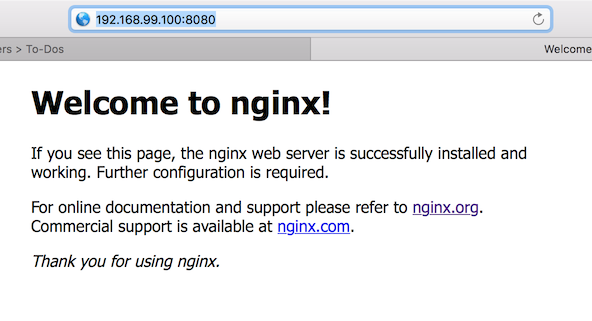 192.168.99.100:8080
ers > To-Dos
Welcome
Welcome to nginx!
If you see this page, the nginx web server is successfully installed and
working. Further configuration is required.
For online documentation and support please refer to nginx.org.
Commercial support is available at nginx.com.
Thank you for using nginx.